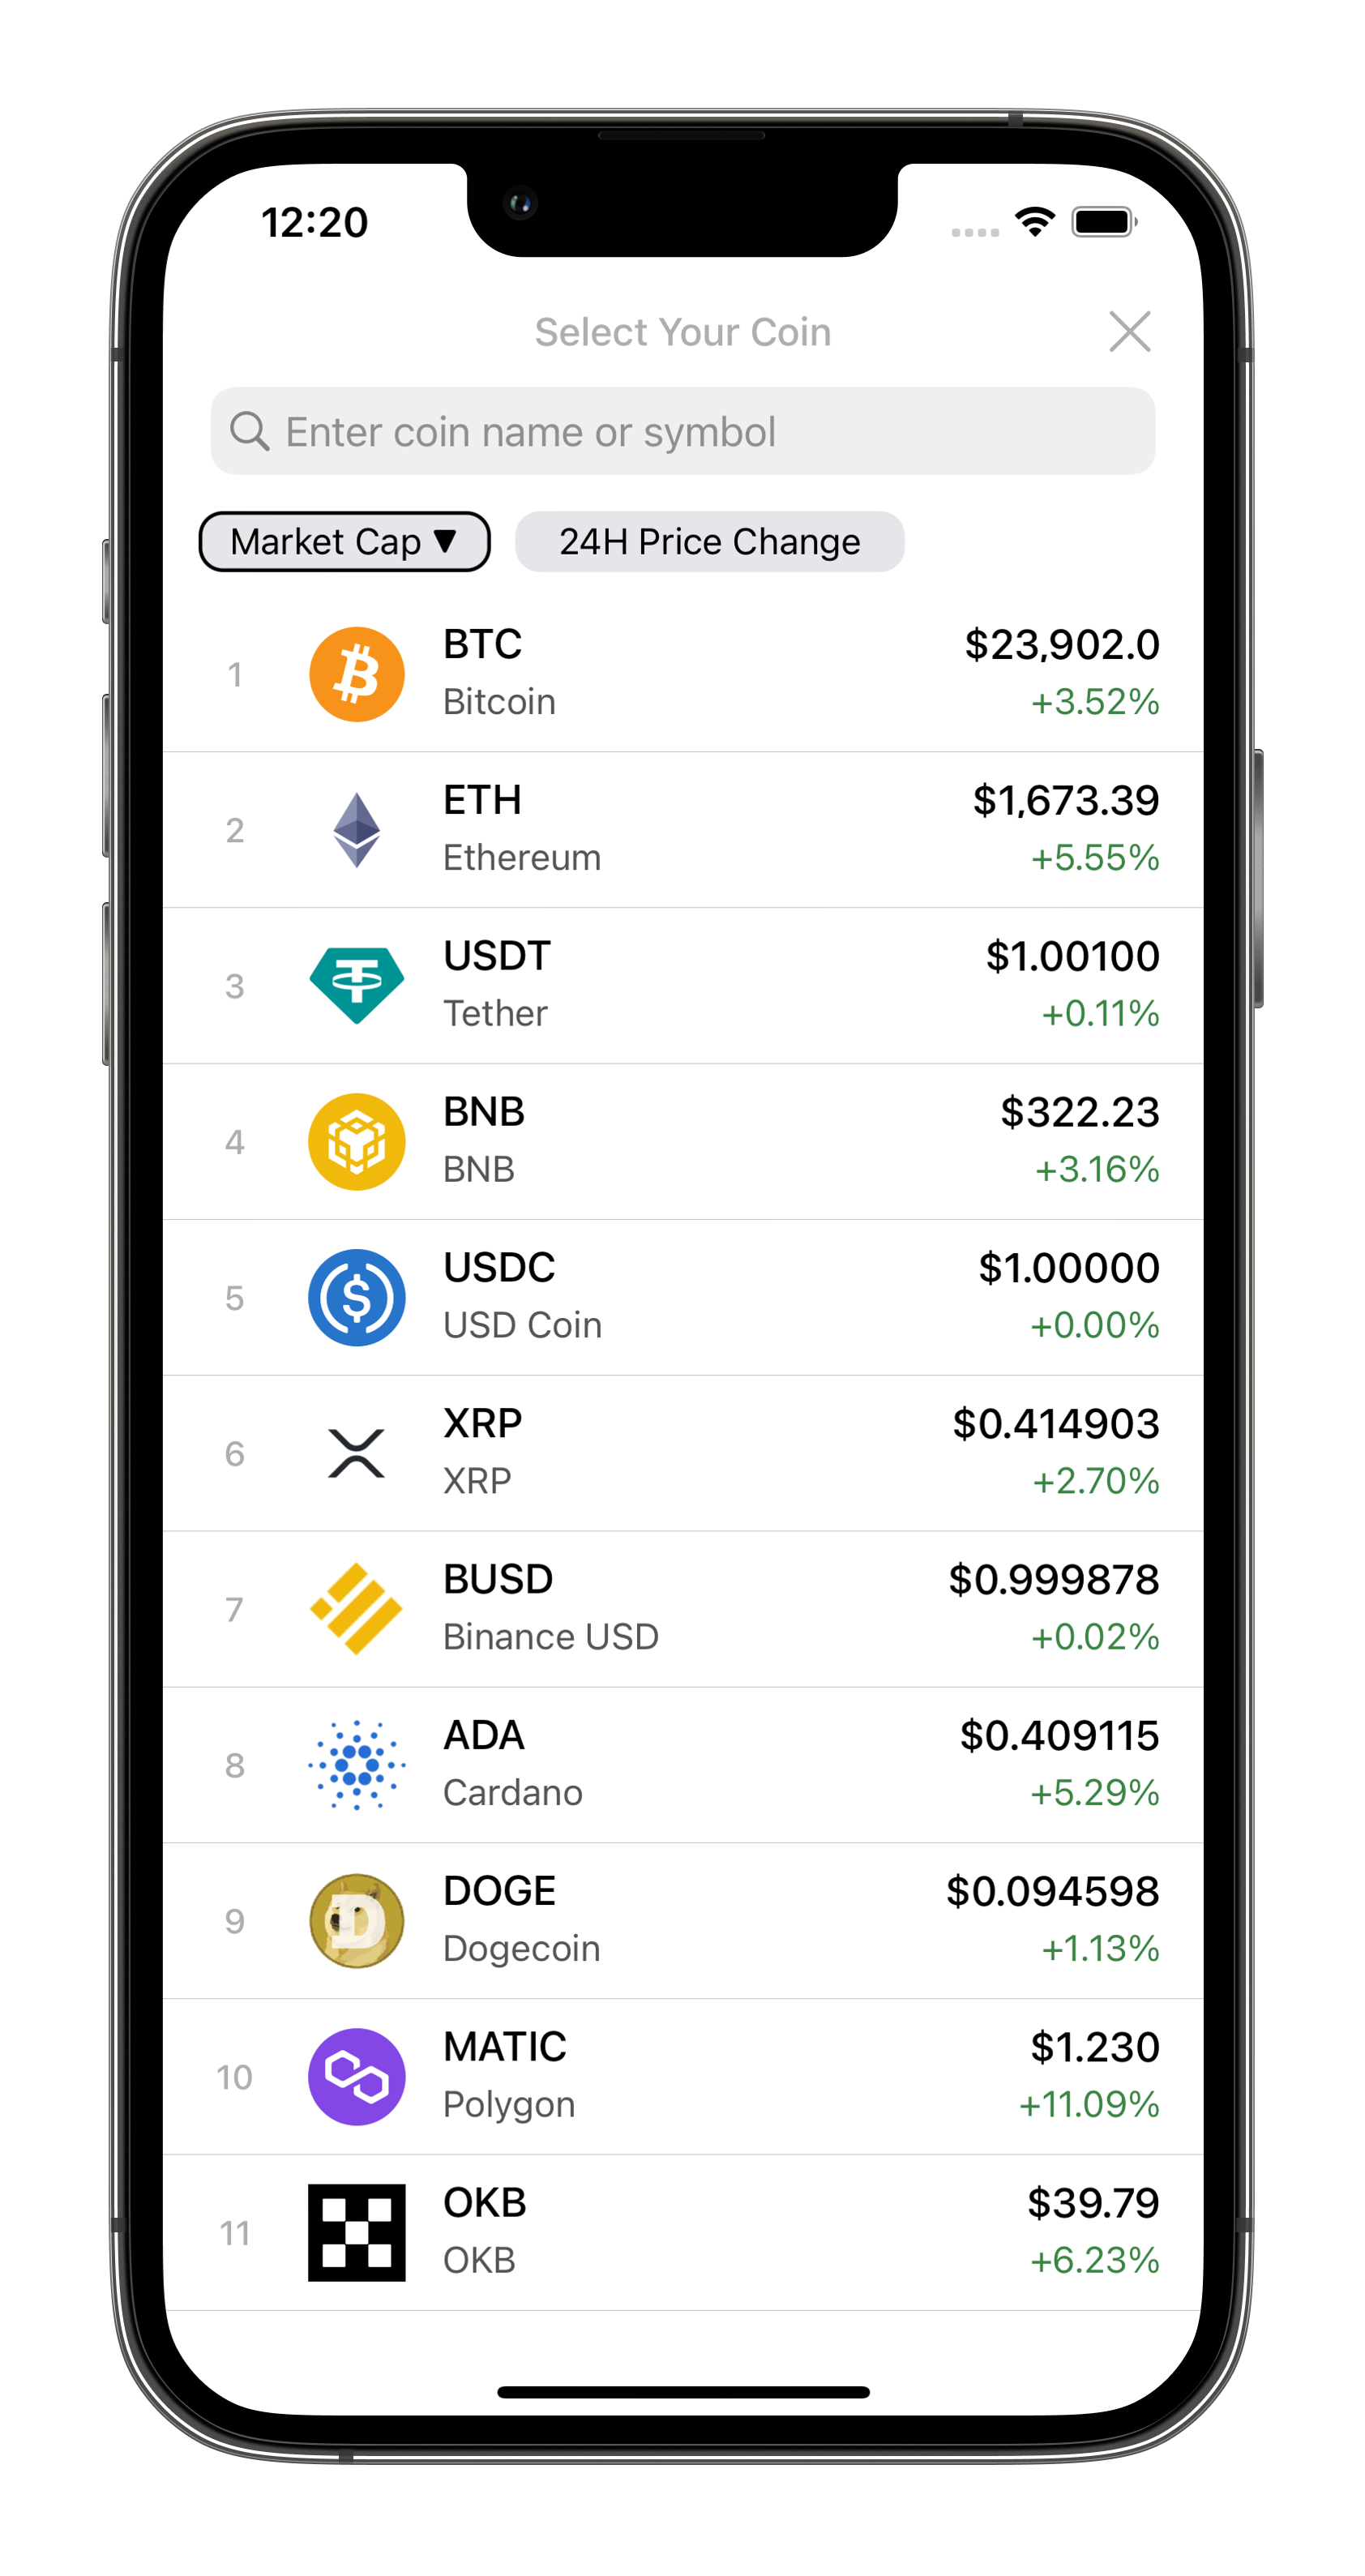 12:20
Select Your Coin
Enter coin name or symbol
Market Cap ▼ 24H Price Change
1 BTC $23,902.0
Bitcoin +3.52%
2 ETH $1,673.39
Ethereum +5.55%
3 USDT $1.00100
Tether +0.11%
4 BNB $322.23
BNB +3.16%
5 USDC $1.00000
USD Coin +0.00%
6 XRP $0.414903
XRP +2.70%
7 BUSD $0.999878
Binance USD +0.02%
8 ADA $0.409115
Cardano +5.29%
9 DOGE $0.094598
Dogecoin +1.13%
10 MATIC $1.230
Polygon +11.09%
11 OKB $39.79
OKB +6.23%